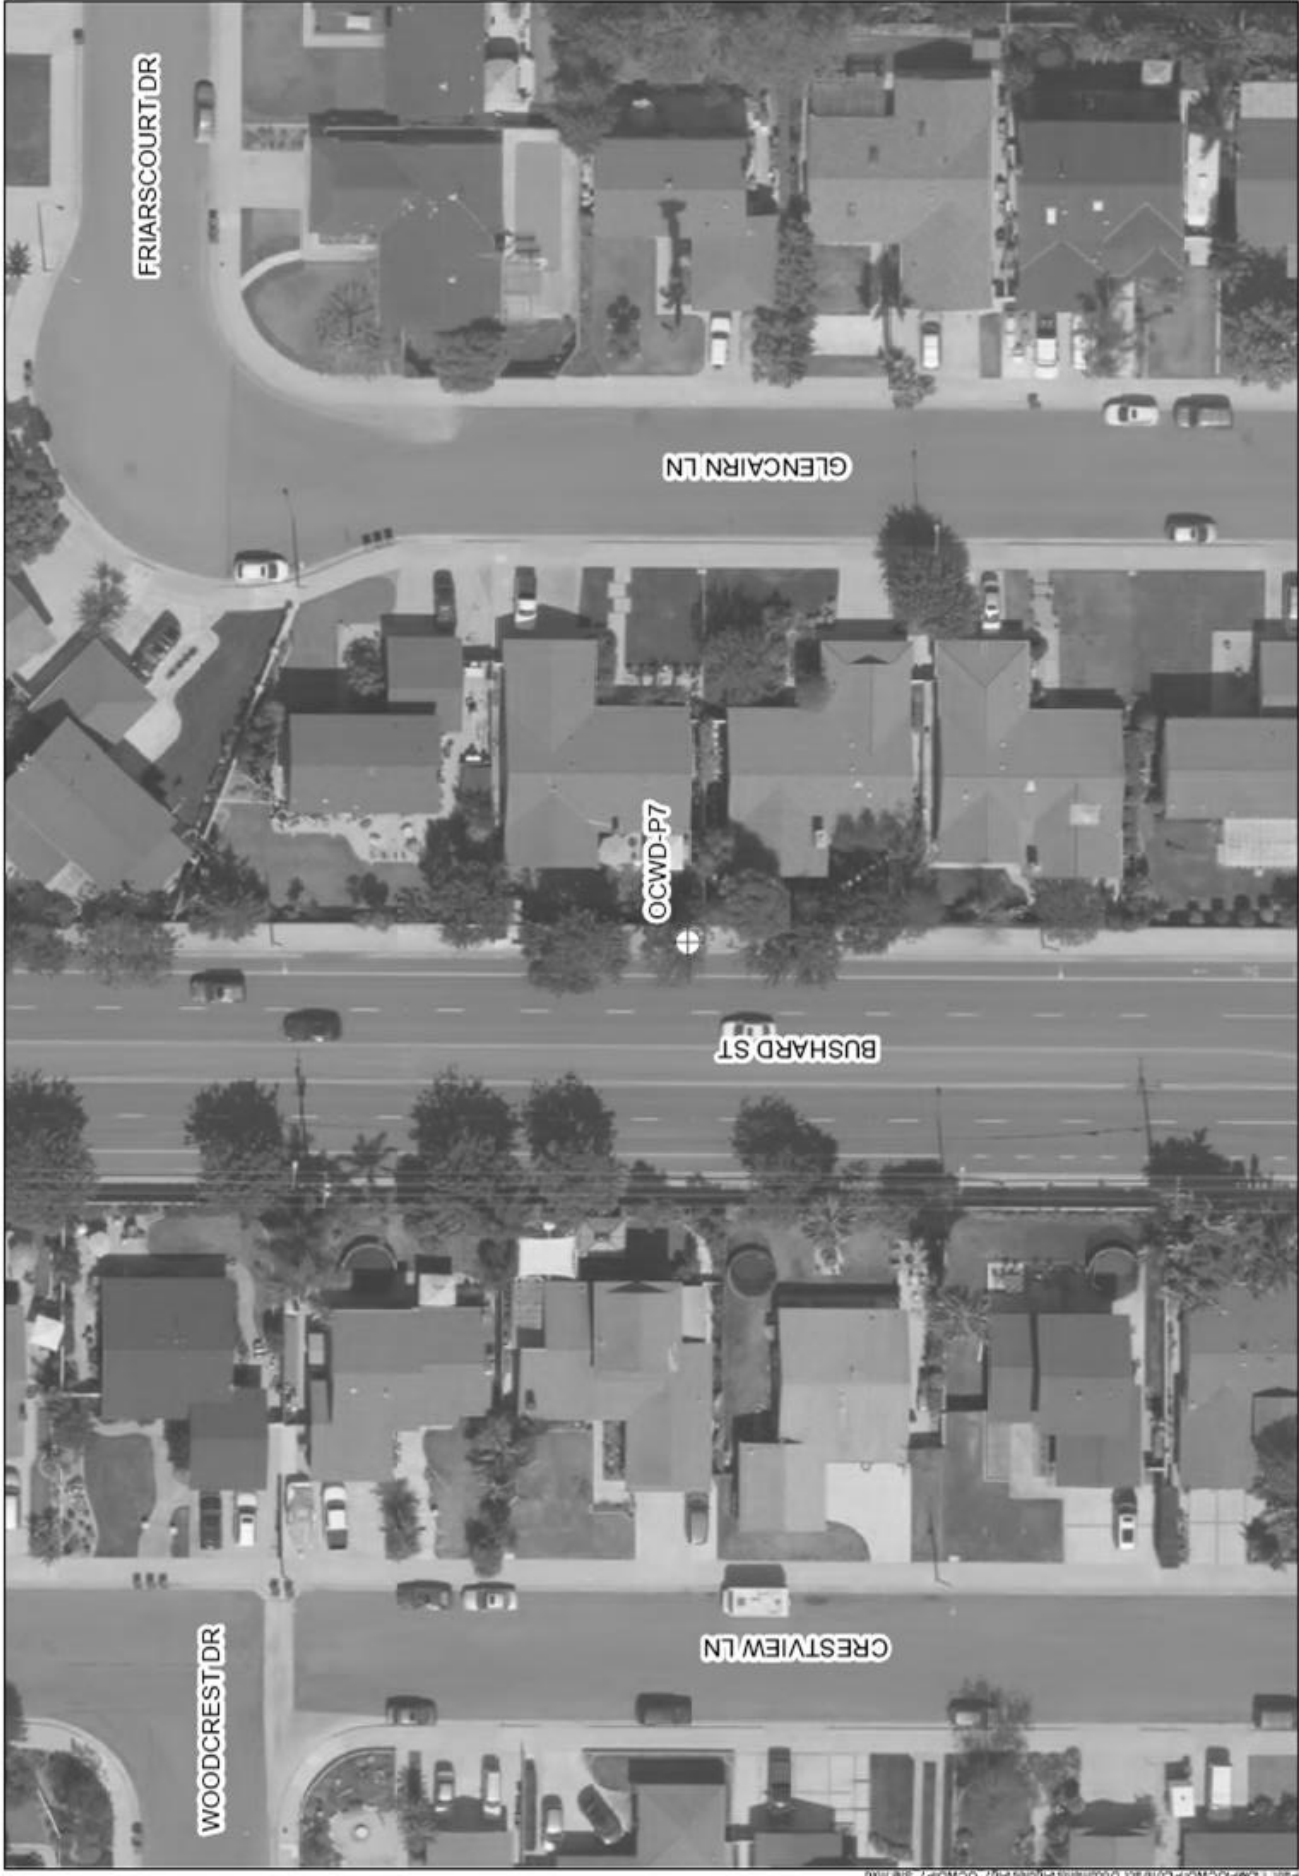 FRIARSCOURT DR
GLENCAIRN LN
OCWD-P7
BUSHARD ST
CRESTVIEW LN
WOODCREST DR